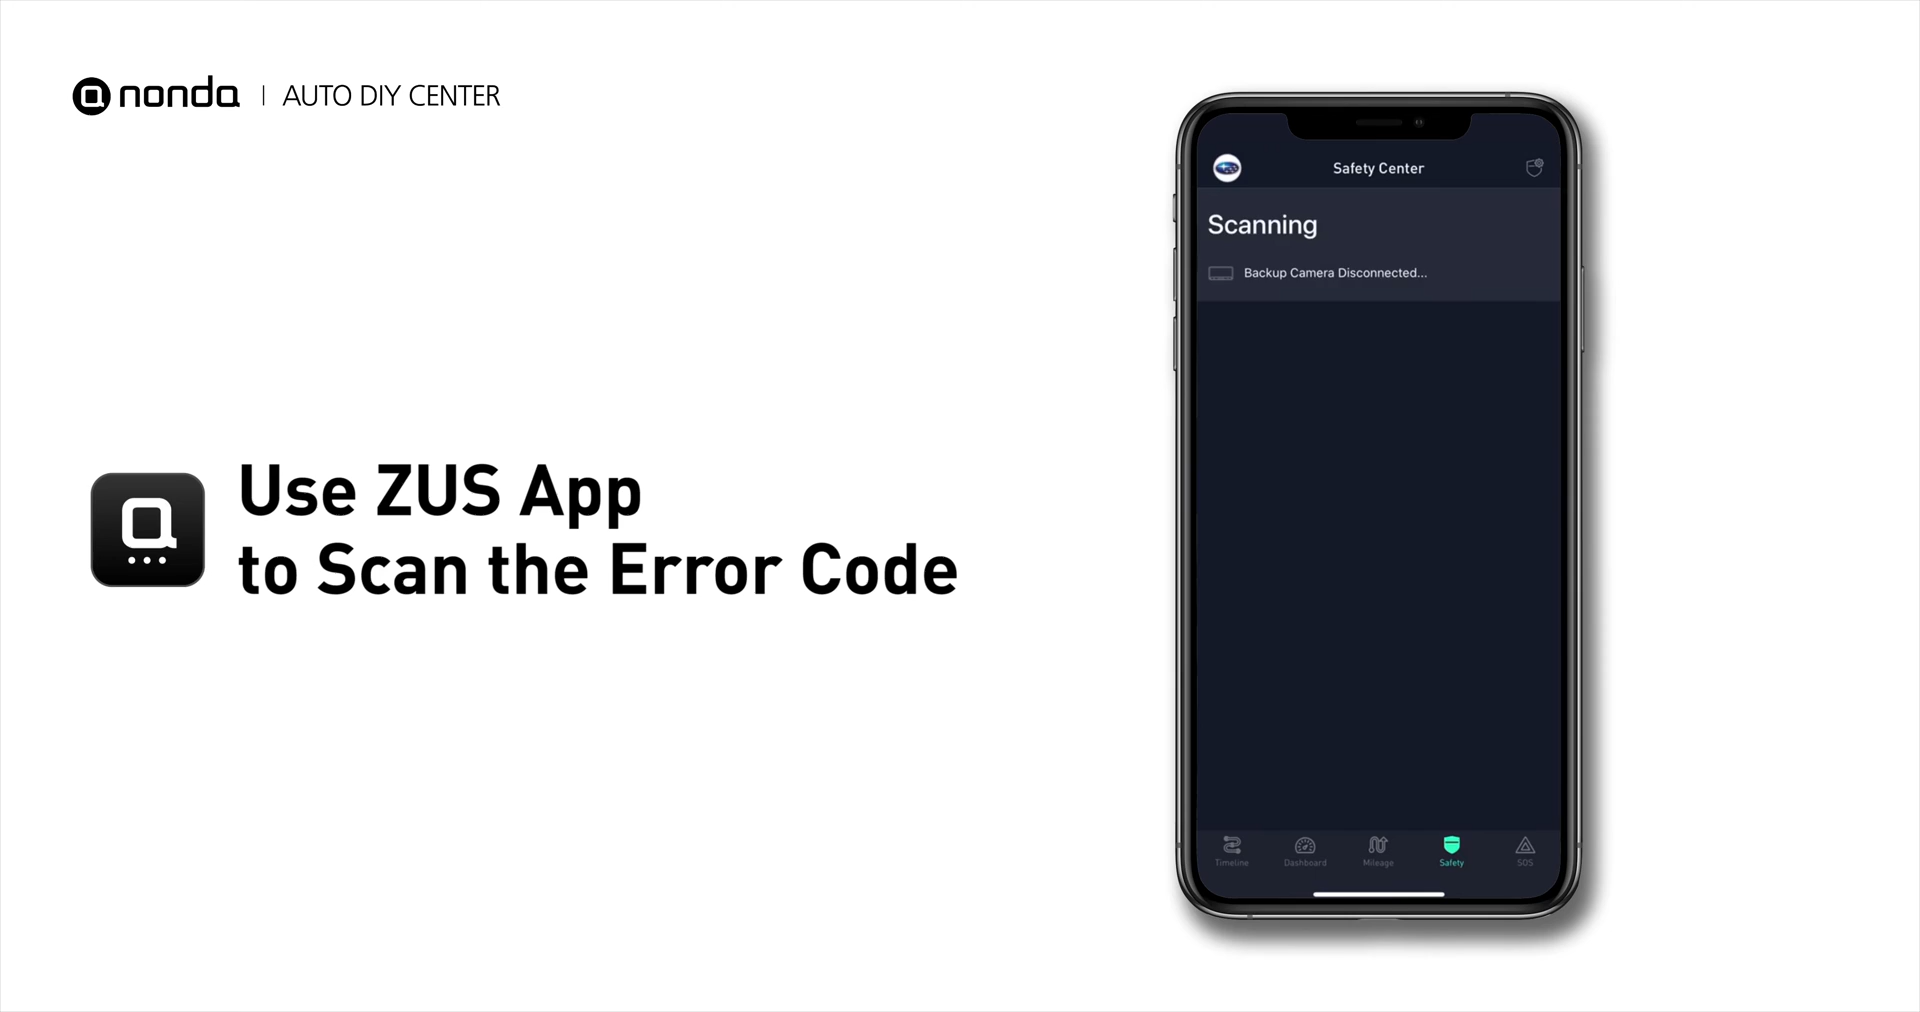 nonda | AUTO DIY CENTER
Use ZUS App
to Scan the Error Code
Safety Center
Scanning
Backup Camera Disconnected...
Timeline
Dashboard
Mileage
Safety
SOS